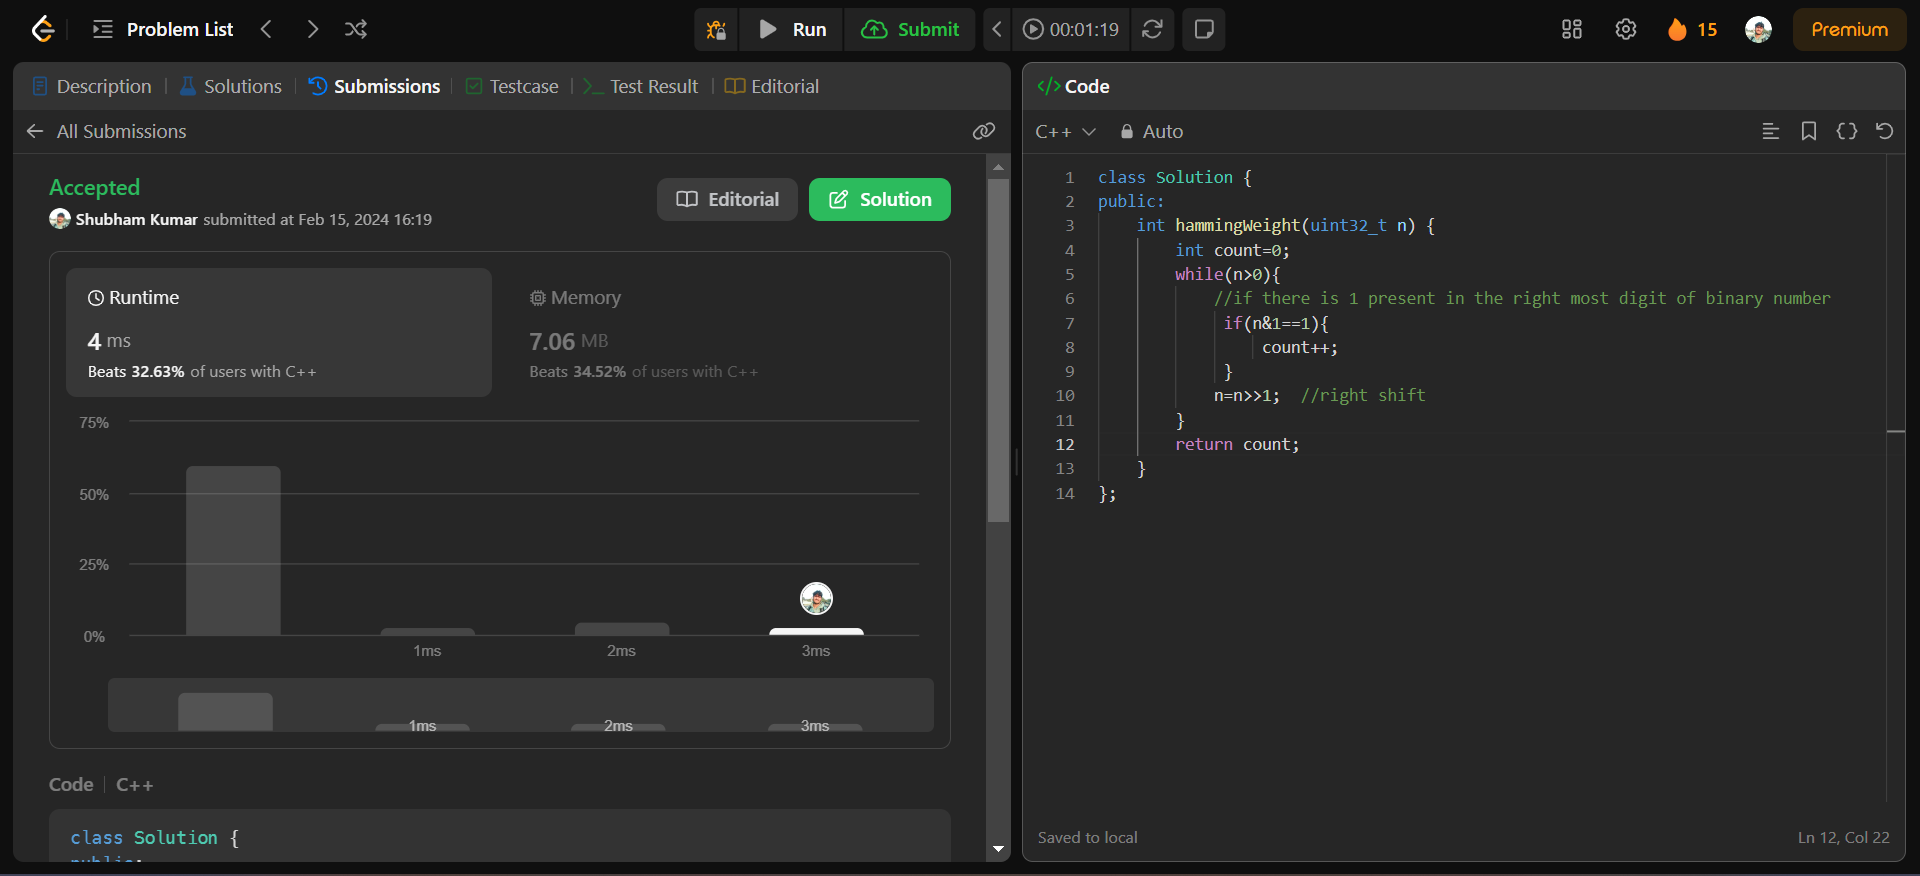 Problem List
Run
Submit
00:01:19
15
Premium
Description
Solutions
Submissions
Testcase
Test Result
Editorial
All Submissions
Accepted
Shubham Kumar submitted at Feb 15, 2024 16:19
Editorial
Solution
Runtime
4 ms
Beats 32.63% of users with C++
Memory
7.06 MB
Beats 34.52% of users with C++
75%
50%
25%
0%
1ms
2ms
3ms
1ms
2ms
3ms
Code
C++
class Solution {
public:
</> Code
C++
Auto
1 class Solution {
2 public:
3 int hammingWeight(uint32_t n) {
4 int count=0;
5 while(n>0){
6 //if there is 1 present in the right most digit of binary number
7 if(n&1==1){
8 count++;
9 }
10 n=n>>1;  //right shift
11 }
12 return count;
13 }
14 };
Saved to local
Ln 12, Col 22